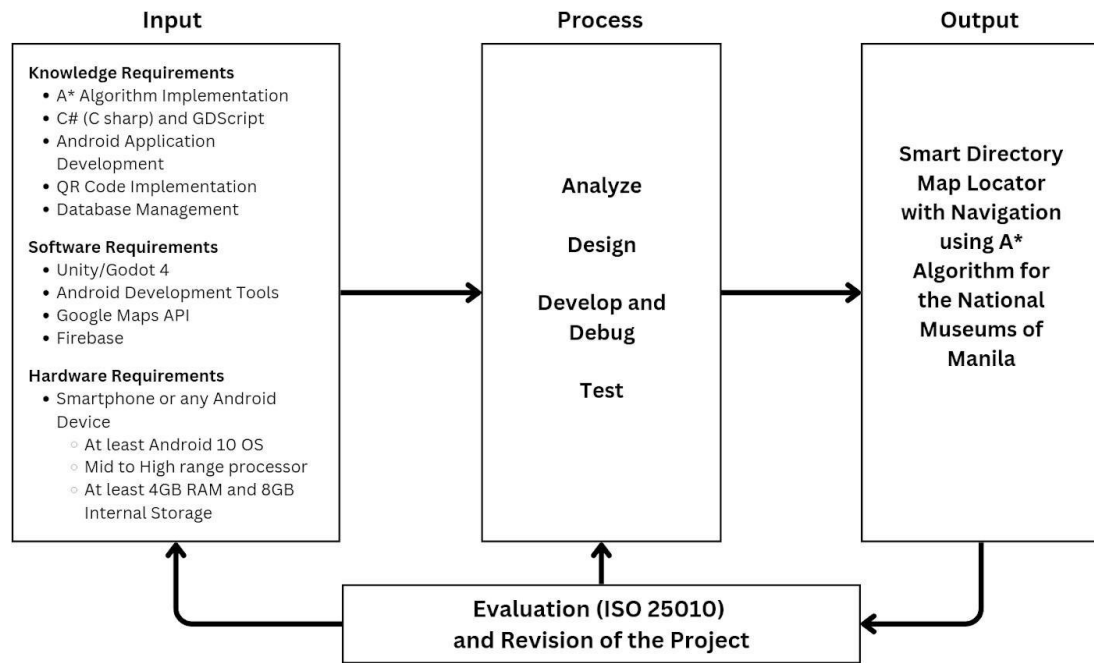 Input
Knowledge Requirements
• A* Algorithm Implementation
• C# (C sharp) and GDScript
• Android Application
Development
• QR Code Implementation
• Database Management
Software Requirements
• Unity/Godot 4
• Android Development Tools
• Google Maps API
• Firebase
Hardware Requirements
• Smartphone or any Android
Device
○ At least Android 10 OS
○ Mid to High range processor
○ At least 4GB RAM and 8GB
Internal Storage
Process
Analyze
Design
Develop and
Debug
Test
Output
Smart Directory
Map Locator
with Navigation
using A*
Algorithm for
the National
Museums of
Manila
Evaluation (ISO 25010)
and Revision of the Project